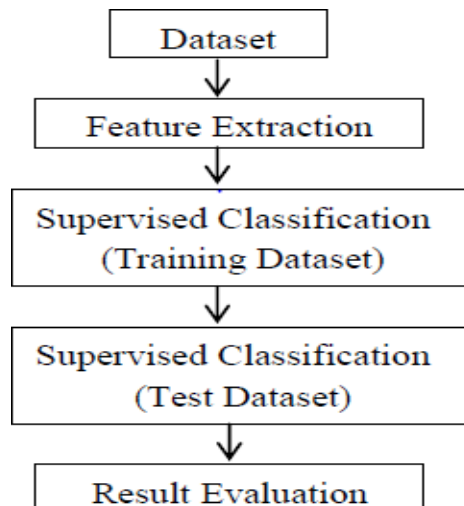 Dataset
Feature Extraction
Supervised Classification
(Training Dataset)
Supervised Classification
(Test Dataset)
Result Evaluation